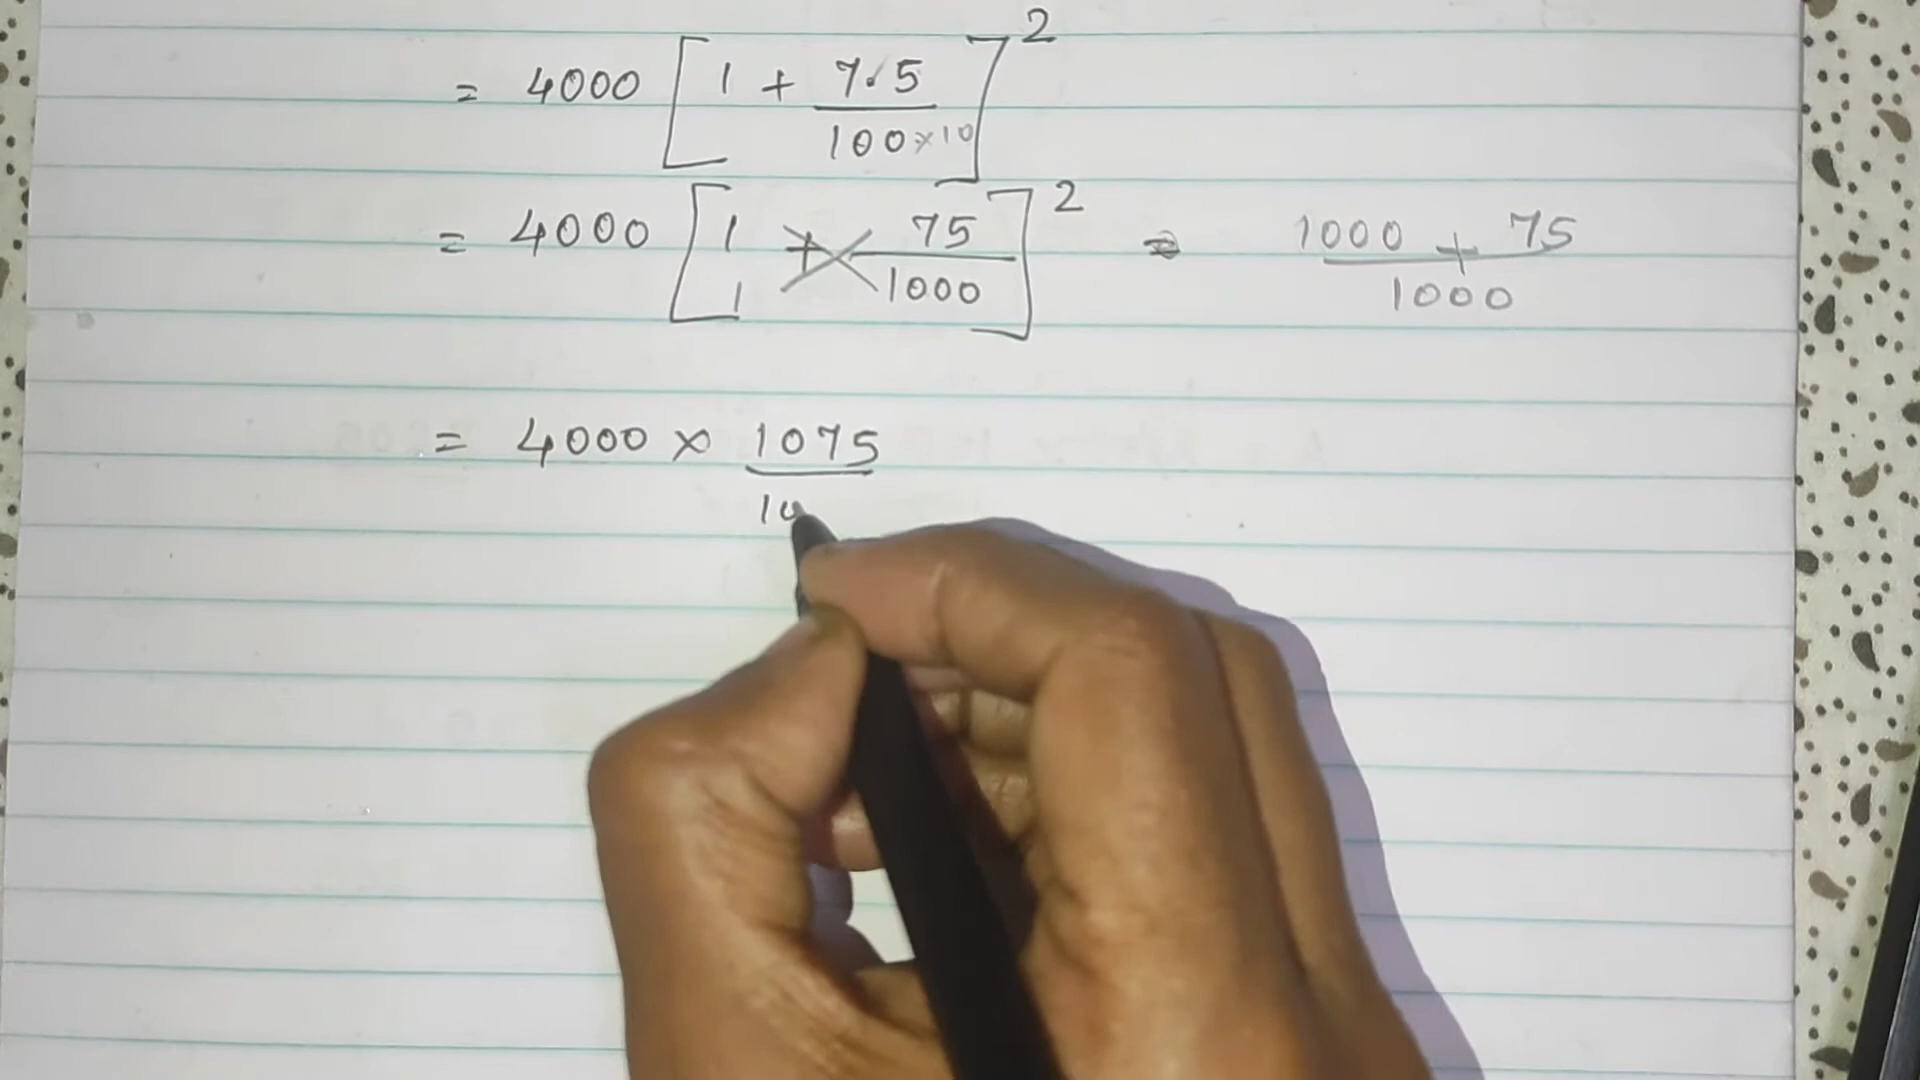 = 4000 [ 1 + 7.5 / 100 × 10 ]²
= 4000 [ 1 / 1 + 75 / 1000 ]² ⇒ 1000 + 75 / 1000
= 4000 × 1075 / 10